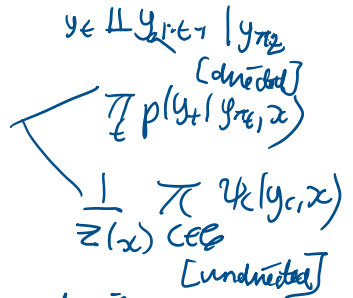 y_t ⫫ y_{1:t-1} | y_{π_t}
[directed]
∏_t p(y_t | y_{π_t}, x)
1/Z(x) ∏_{c∈𝒞} ψ_c(y_c, x)
[undirected]